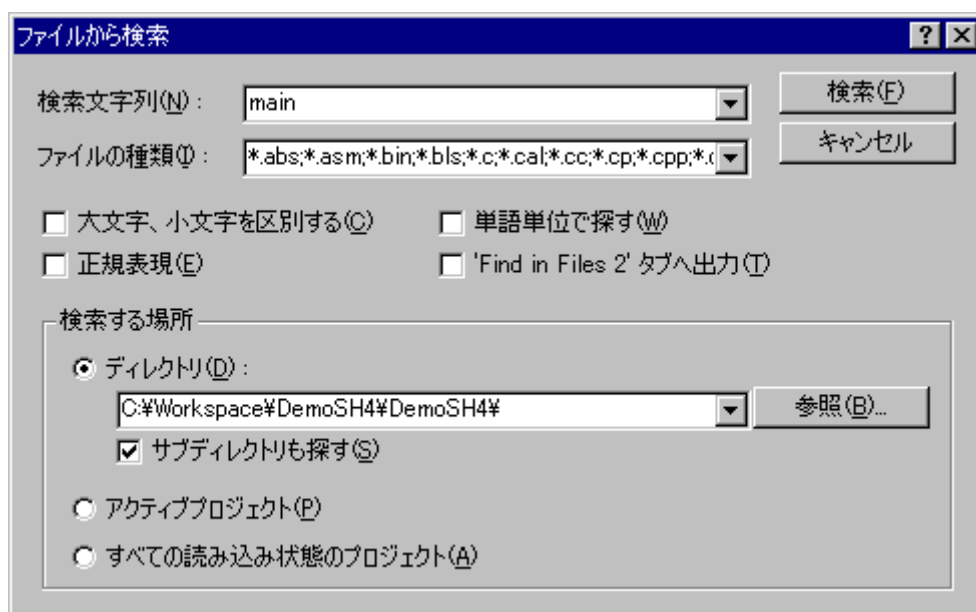 ファイルから検索
検索文字列(N) : main 検索(F)
ファイルの種類(I) : *.abs;*.asm;*.bin;*.bls;*.c;*.cal;*.cc;*.cp;*.cpp;*. キャンセル
大文字、小文字を区別する(C) 単語単位で探す(W)
正規表現(E) 'Find in Files 2' タブへ出力(T)
検索する場所
ディレクトリ(D) :
C:¥Workspace¥DemoSH4¥DemoSH4¥ 参照(B)...
サブディレクトリも探す(S)
アクティブプロジェクト(P)
すべての読み込み状態のプロジェクト(A)